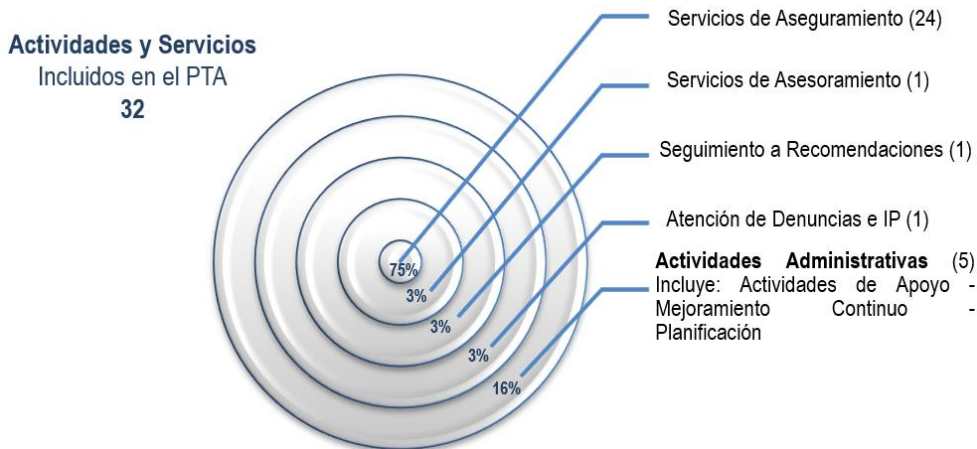 Actividades y Servicios
Incluidos en el PTA
32
Servicios de Aseguramiento (24)
Servicios de Asesoramiento (1)
Seguimiento a Recomendaciones (1)
Atención de Denuncias e IP (1)
Actividades Administrativas (5)
Incluye: Actividades de Apoyo -
Mejoramiento Continuo -
Planificación
75%
3%
3%
3%
16%